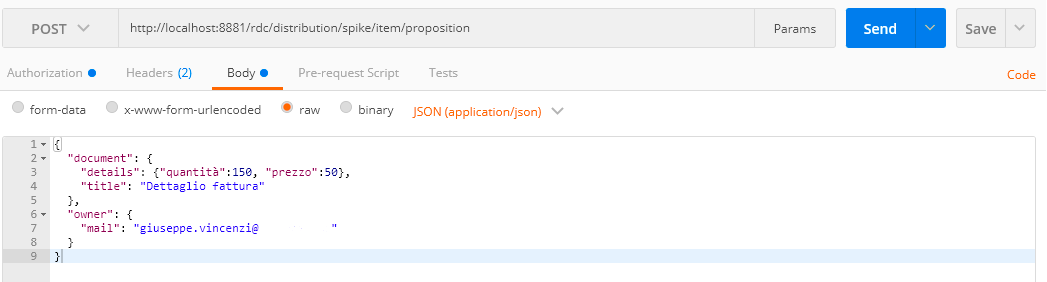 POST http://localhost:8881/rdc/distribution/spike/item/proposition Params Send Save
Authorization Headers (2) Body Pre-request Script Tests Code
form-data x-www-form-urlencoded raw binary JSON (application/json)
1 {
2 "document": {
3 "details": {"quantità":150, "prezzo":50},
4 "title": "Dettaglio fattura"
5 },
6 "owner": {
7 "mail": "giuseppe.vincenzi@ "
8 }
9 }